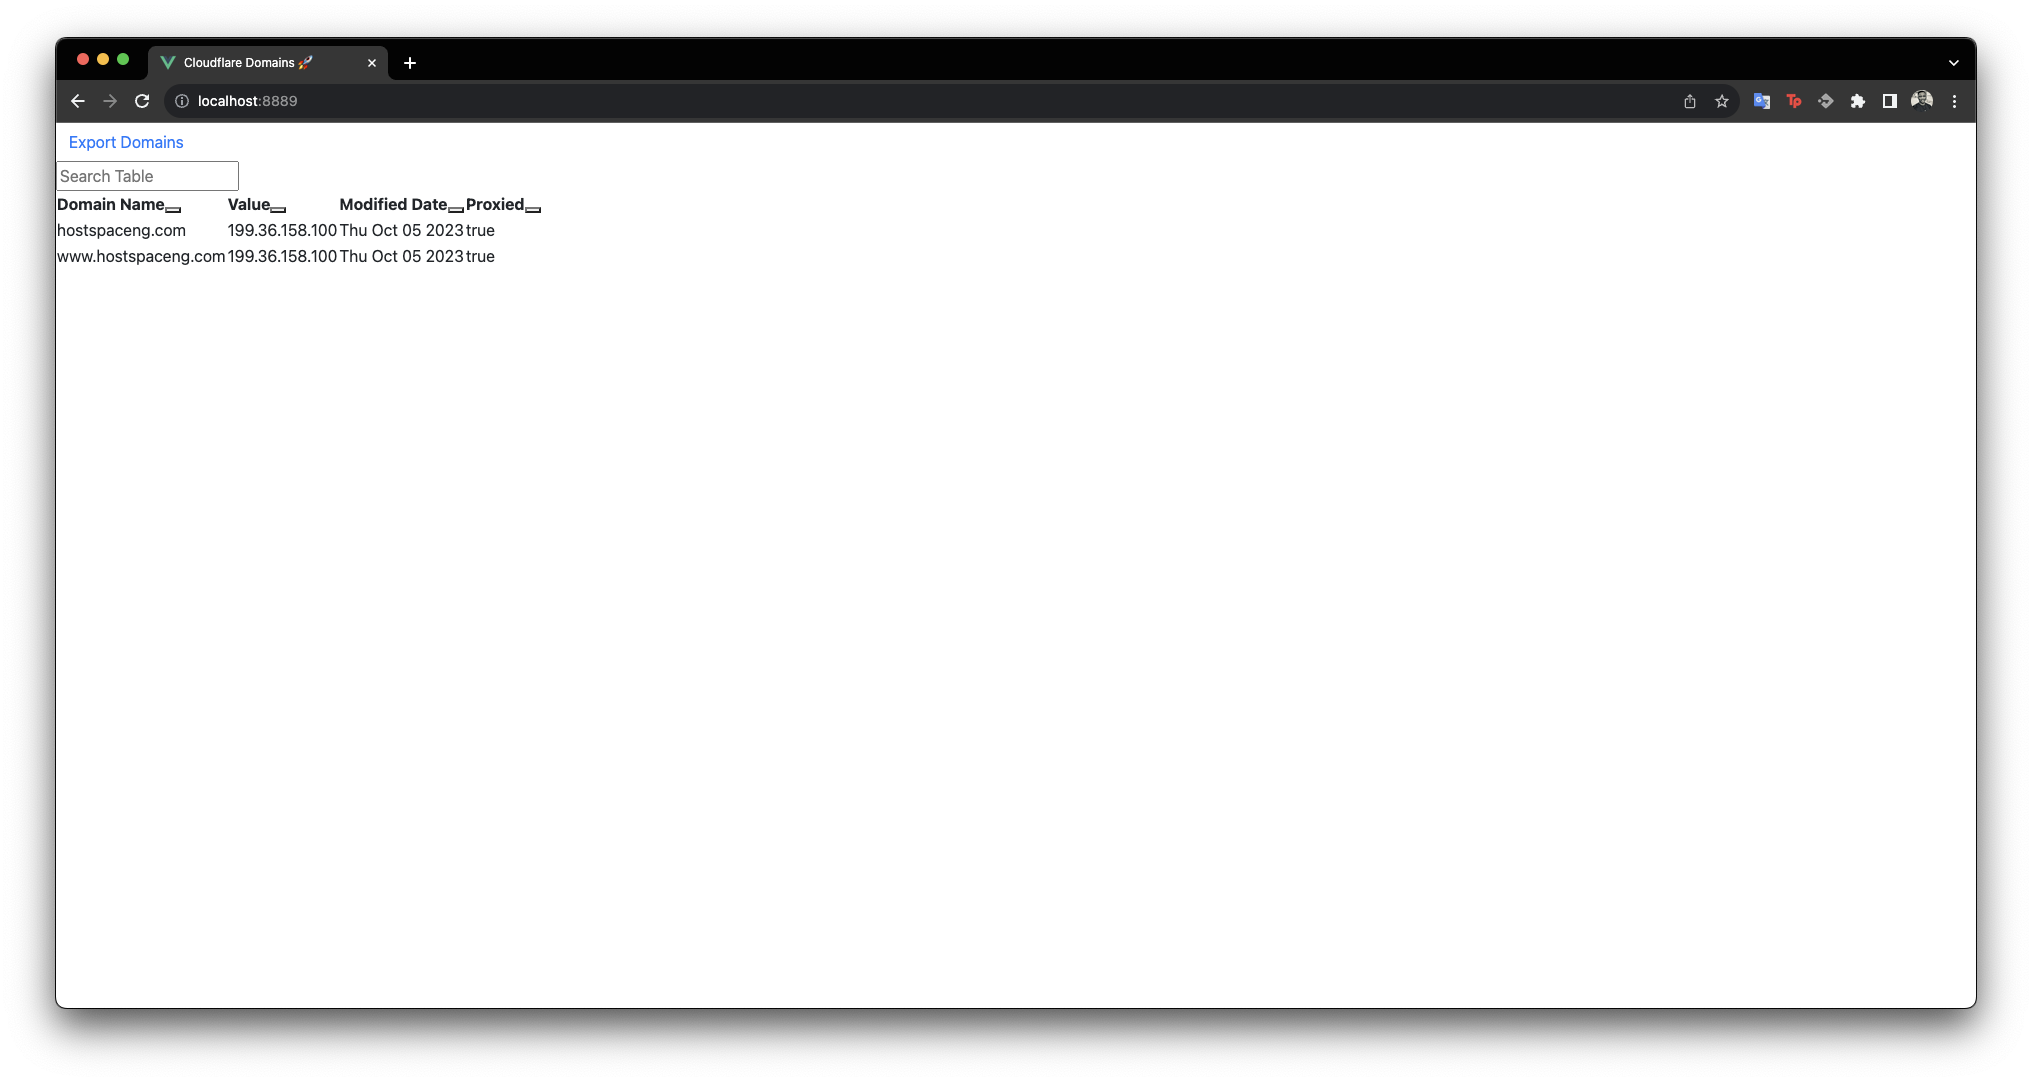 Cloudflare Domains 🚀
localhost:8889
Export Domains
Search Table
Domain Name Value Modified Date Proxied
hostspaceng.com 199.36.158.100 Thu Oct 05 2023 true
www.hostspaceng.com 199.36.158.100 Thu Oct 05 2023 true